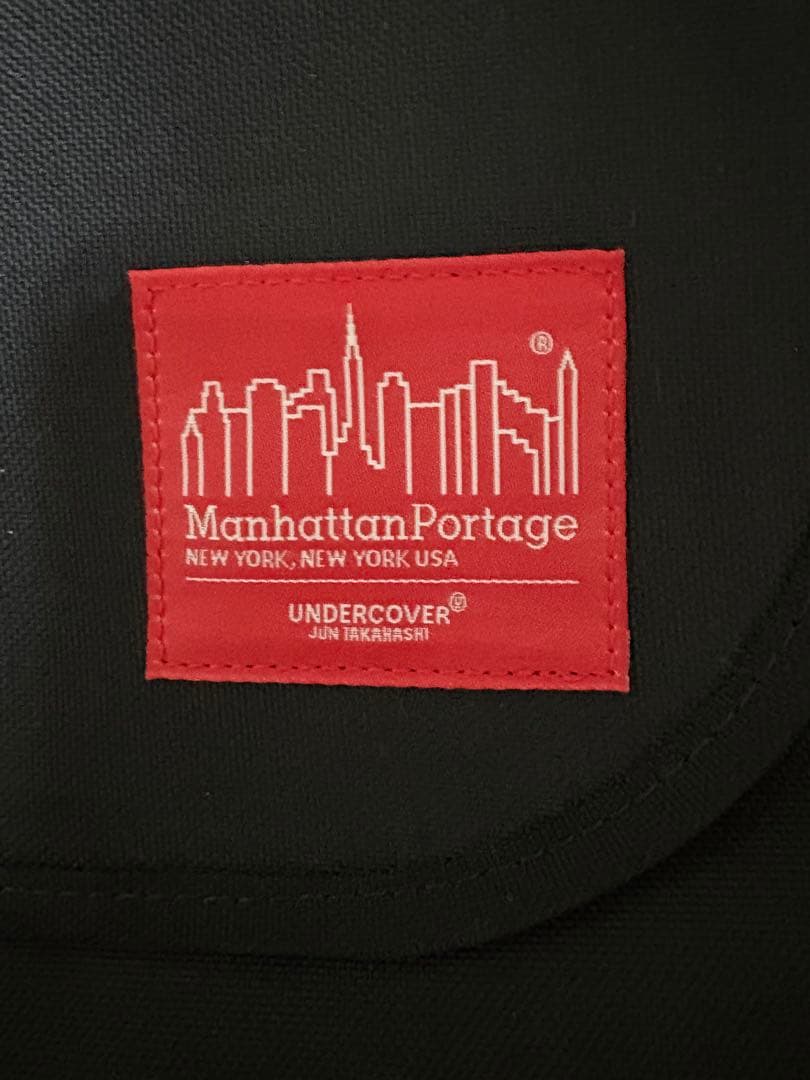 ®
ManhattanPortage
NEW YORK, NEW YORK USA
UNDERCOVER
JUN TAKAHASHI